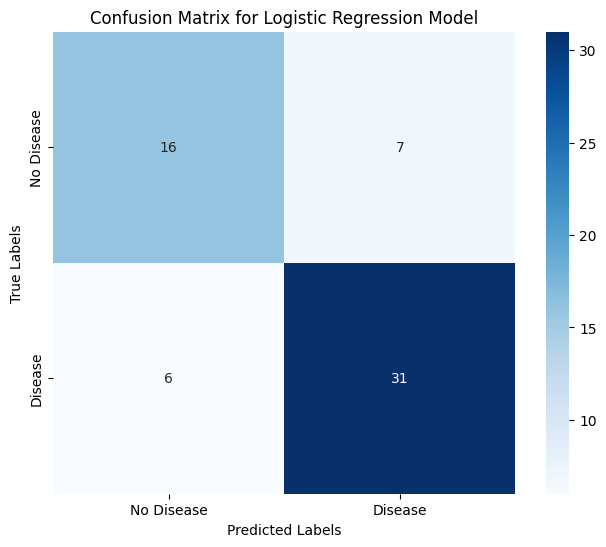 Confusion Matrix for Logistic Regression Model
True Labels
No Disease
Disease
16
7
6
31
No Disease
Disease
Predicted Labels
30
25
20
15
10